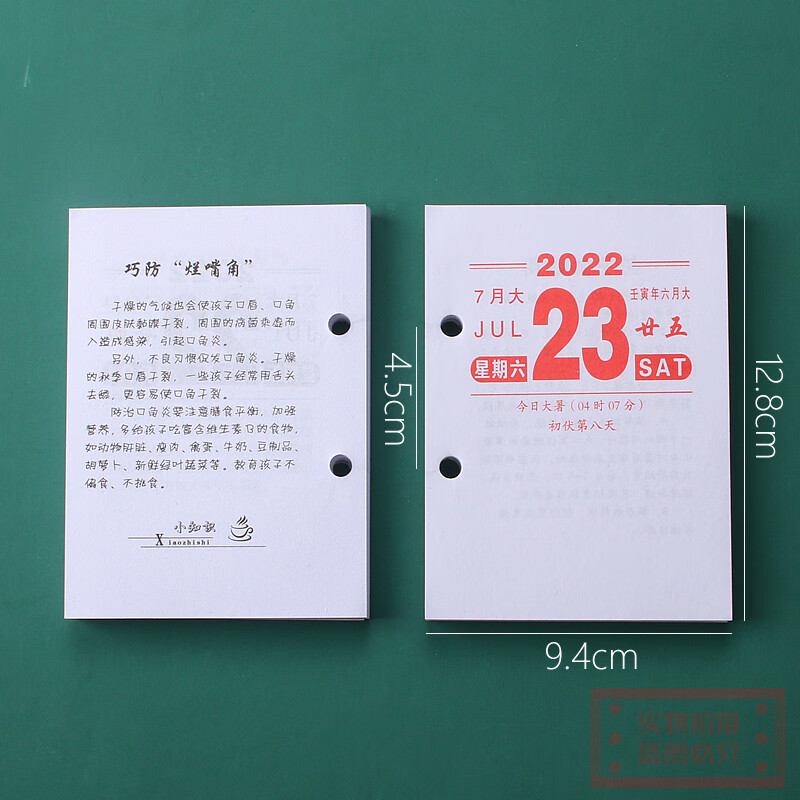 巧防“烂嘴角”
干燥的气候也会使孩子口唇、口角
周围皮肤黏膜干裂，周围的病菌乘虚而
入造成感染，引起口角炎。
另外，不良习惯促发口角炎。干燥
的秋季口唇干裂，一些孩子经常用舌头
去舔，更容易使口角干裂。
防治口角炎要注意膳食平衡，加强
营养，多给孩子吃富含维生素B的食物，
如动物肝脏、瘦肉、禽蛋、牛奶、豆制品、
胡萝卜、新鲜绿叶蔬菜等。教育孩子不
偏食、不挑食。
小知识
Xiaozhishi
2022
7月大
JUL
星期六
23
壬寅年六月大
廿五
SAT
今日大暑(04时07分)
初伏第八天
4.5cm
12.8cm
9.4cm
实物拍摄
盗图必究